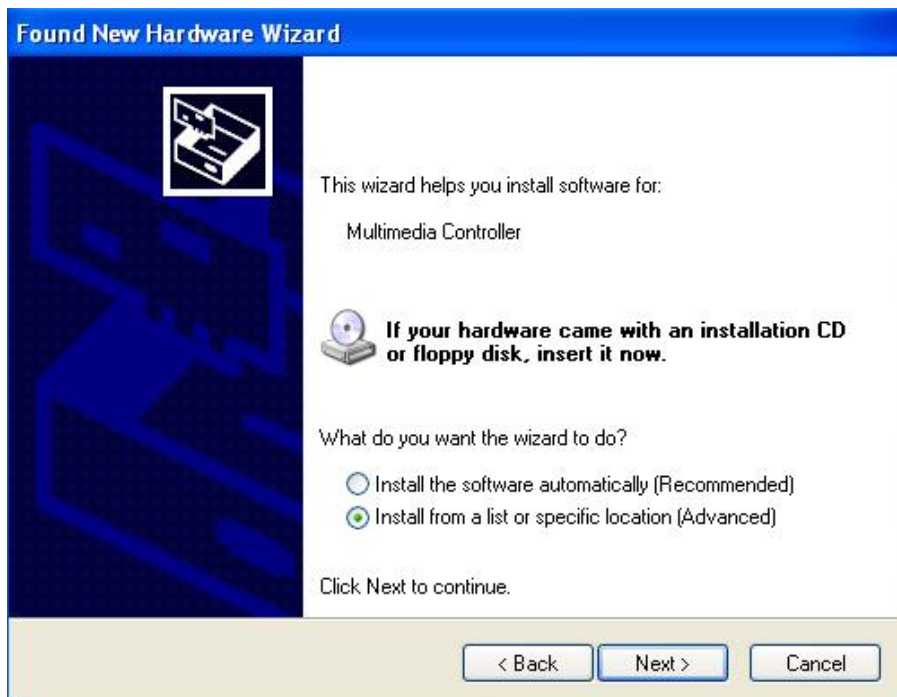 Found New Hardware Wizard
This wizard helps you install software for:
Multimedia Controller
If your hardware came with an installation CD
or floppy disk, insert it now.
What do you want the wizard to do?
Install the software automatically (Recommended)
Install from a list or specific location (Advanced)
Click Next to continue.
< Back Next > Cancel